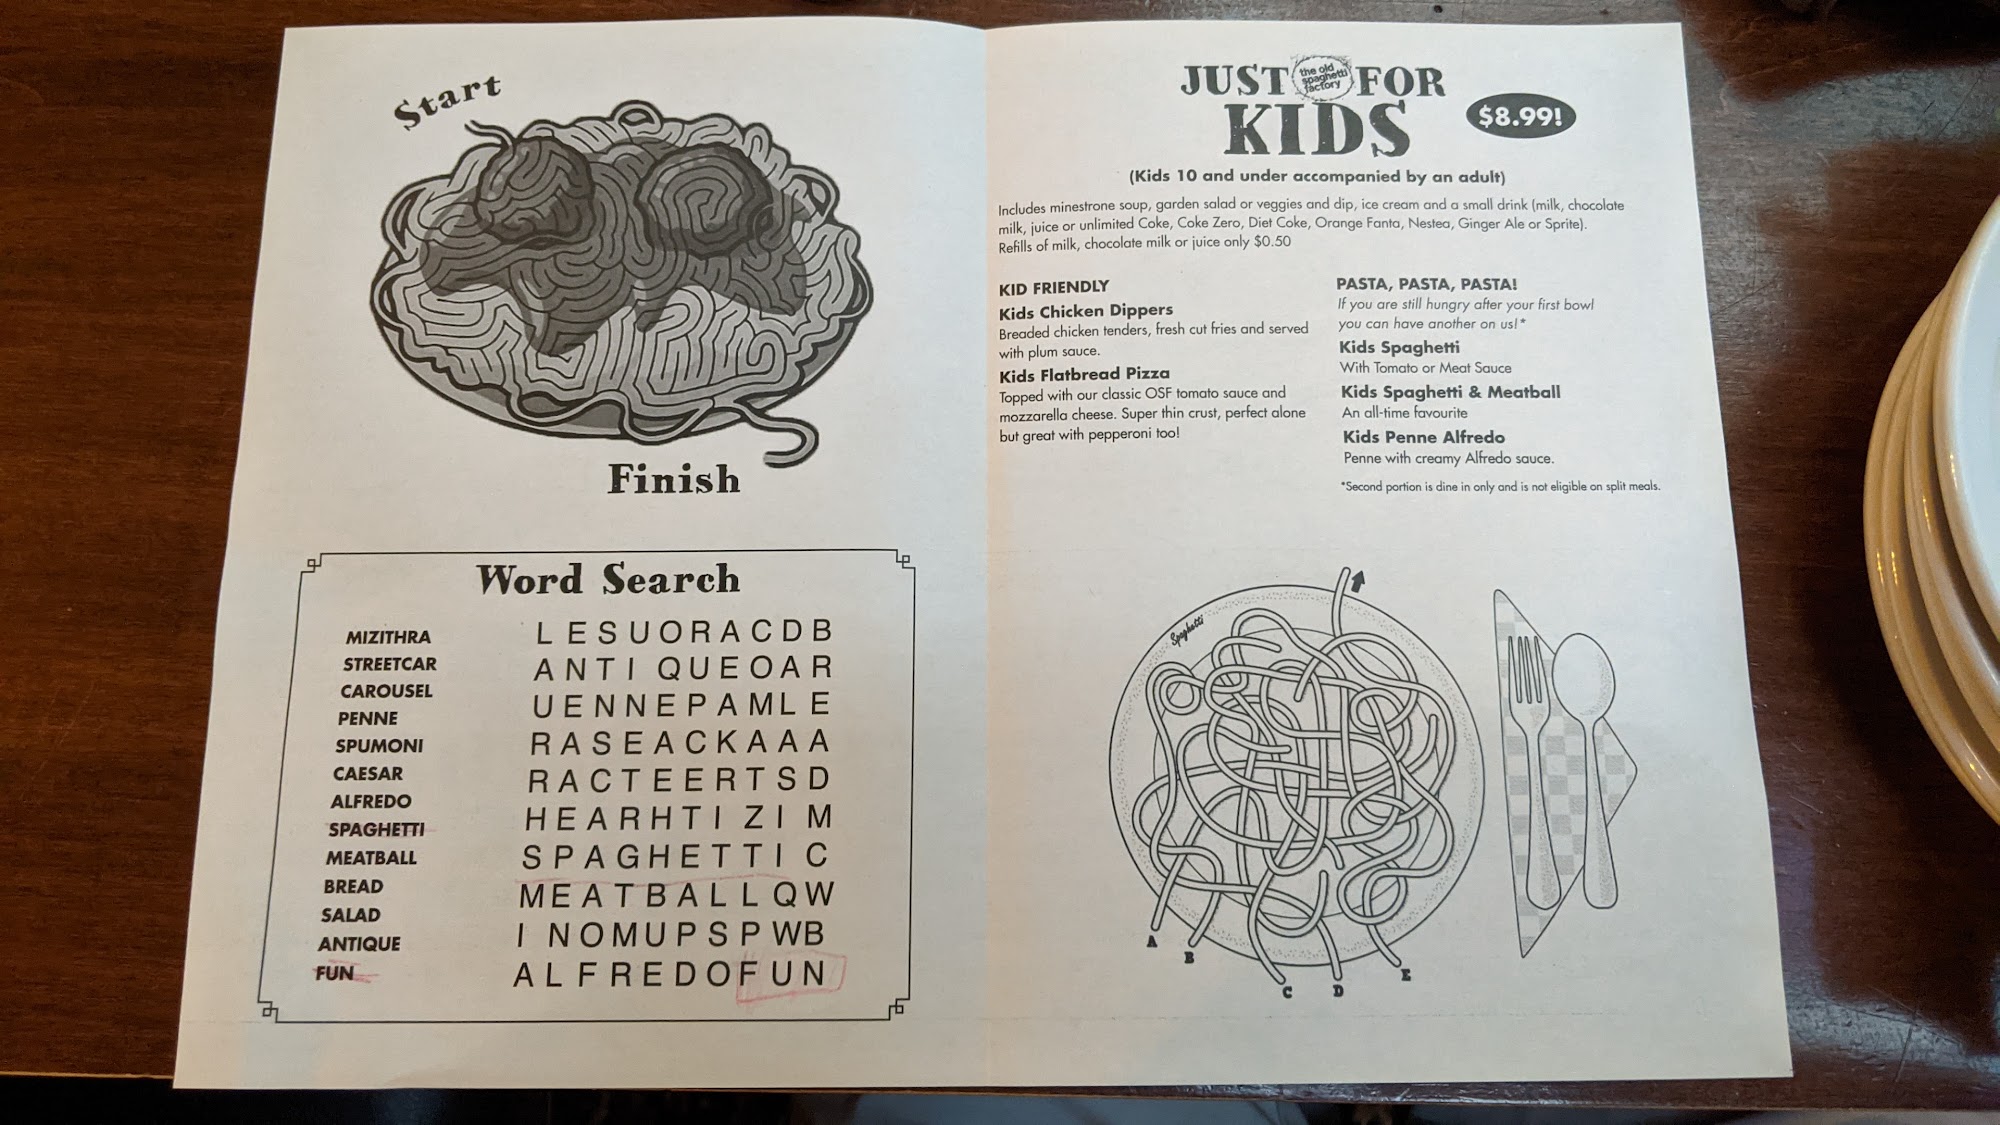 Start
Finish
Word Search
MIZITHRA
STREETCAR
CAROUSEL
PENNE
SPUMONI
CAESAR
ALFREDO
SPAGHETTI
MEATBALL
BREAD
SALAD
ANTIQUE
FUN
L E S U O R A C D B
A N T I Q U E O A R
U E N N E P A M L E
R A S E A C K A A A
R A C T E E R T S D
H E A R H T I Z I M
S P A G H E T T I C
M E A T B A L L Q W
I N O M U P S P W B
A L F R E D O F U N
JUST the old spaghetti factory FOR
KIDS
$8.99!
(Kids 10 and under accompanied by an adult)
Includes minestrone soup, garden salad or veggies and dip, ice cream and a small drink (milk, chocolate
milk, juice or unlimited Coke, Coke Zero, Diet Coke, Orange Fanta, Nestea, Ginger Ale or Sprite).
Refills of milk, chocolate milk or juice only $0.50
KID FRIENDLY
Kids Chicken Dippers
Breaded chicken tenders, fresh cut fries and served
with plum sauce.
Kids Flatbread Pizza
Topped with our classic OSF tomato sauce and
mozzarella cheese. Super thin crust, perfect alone
but great with pepperoni too!
PASTA, PASTA, PASTA!
If you are still hungry after your first bowl
you can have another on us!*
Kids Spaghetti
With Tomato or Meat Sauce
Kids Spaghetti & Meatball
An all-time favourite
Kids Penne Alfredo
Penne with creamy Alfredo sauce.
*Second portion is dine in only and is not eligible on split meals.
Spaghetti
A
B
C
D
E